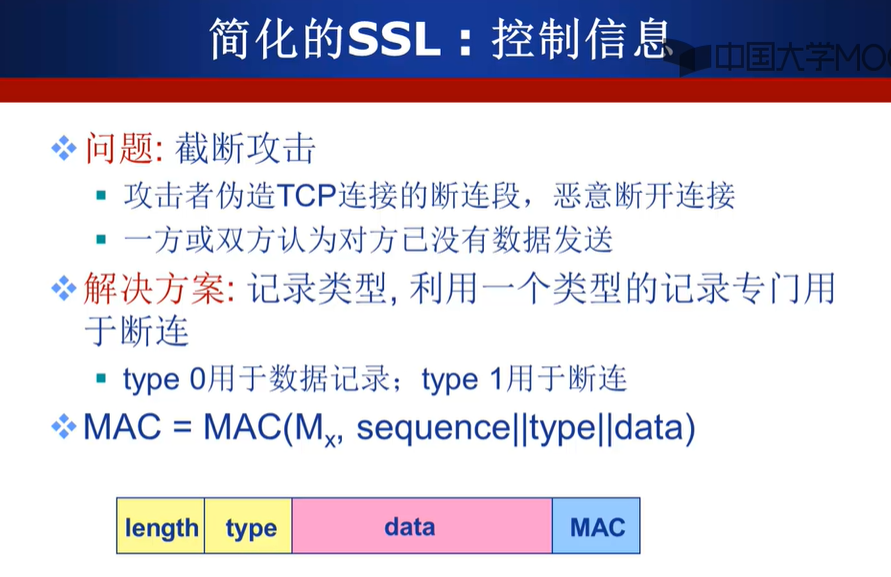 简化的SSL：控制信息
中国大学MOO
问题: 截断攻击
攻击者伪造TCP连接的断连段，恶意断开连接
一方或双方认为对方已没有数据发送
解决方案: 记录类型, 利用一个类型的记录专门用
于断连
type 0用于数据记录；type 1用于断连
MAC = MAC(Mx, sequence||type||data)
length type data MAC